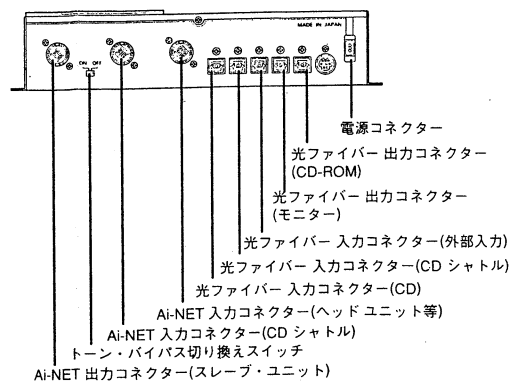 MADE IN JAPAN
ON OFF
電源コネクター
光ファイバー 出力コネクター
(CD-ROM)
光ファイバー 出力コネクター
(モニター)
光ファイバー 入力コネクター(外部入力)
光ファイバー 入力コネクター(CD シャトル)
光ファイバー 入力コネクター(CD)
Ai-NET 入力コネクター(ヘッド ユニット等)
Ai-NET 入力コネクター(CD シャトル)
トーン・バイパス切り換えスイッチ
Ai-NET 出力コネクター(スレーブ・ユニット)